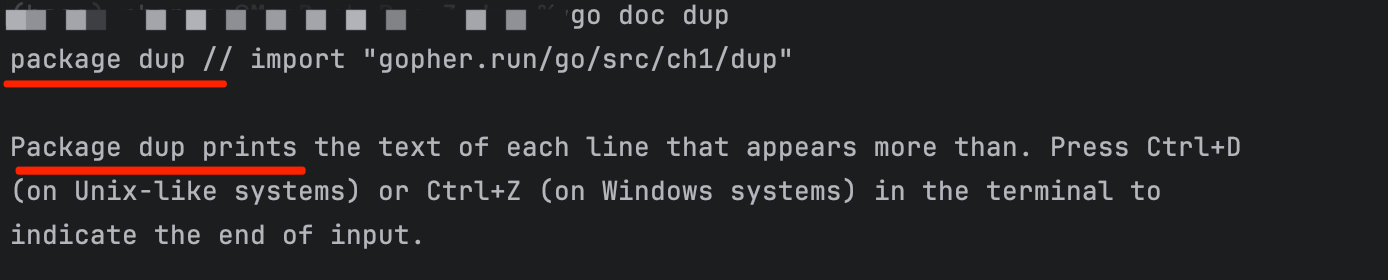 go doc dup
package dup // import "gopher.run/go/src/ch1/dup"
Package dup prints the text of each line that appears more than. Press Ctrl+D
(on Unix-like systems) or Ctrl+Z (on Windows systems) in the terminal to
indicate the end of input.